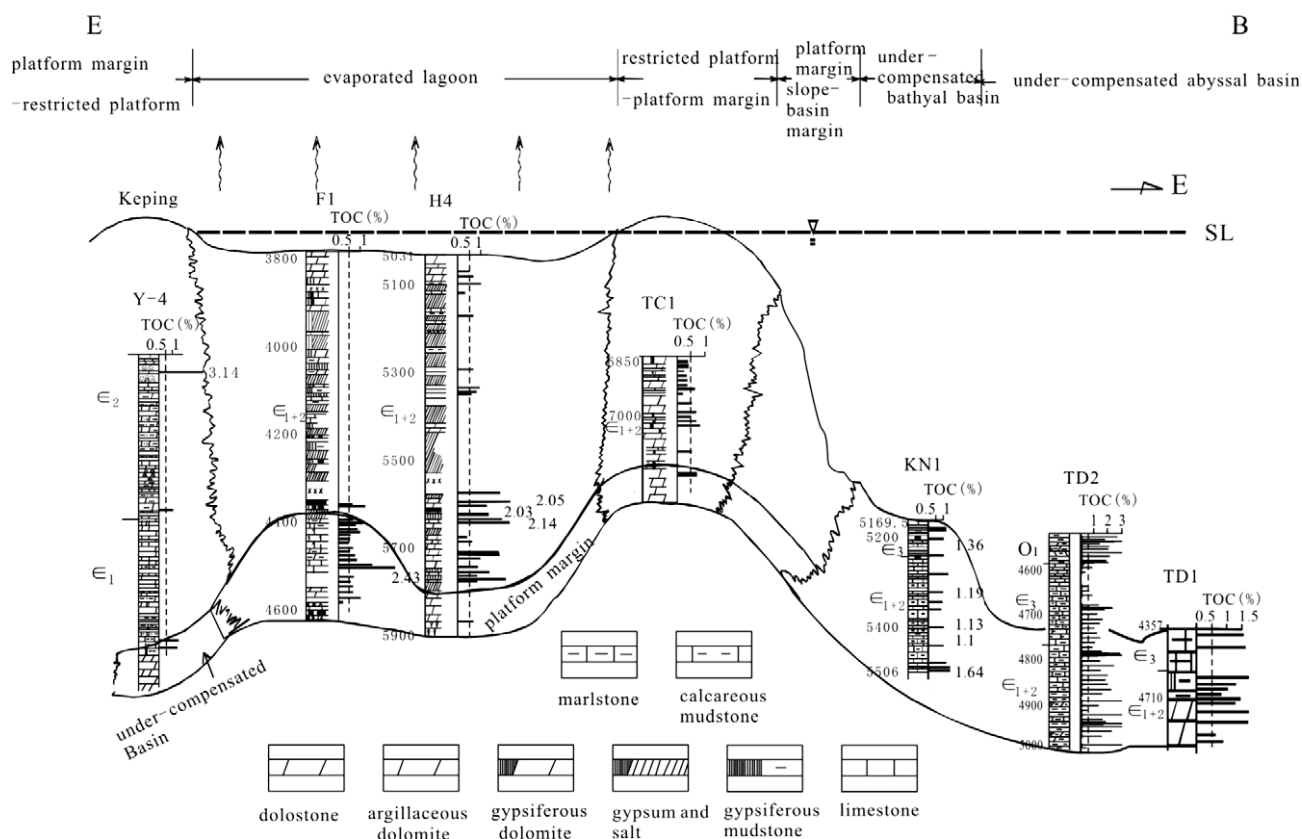 E
B
platform margin
-restricted platform
evaporated lagoon
restricted platform
-platform margin
platform
margin
slope-
basin
margin
under-
compensated
bathyal basin
under-compensated abyssal basin
E
SL
Keping
F1
TOC(%)
0.5 1
H4
TOC(%)
0.5 1
3800
4000
∈1+2
4200
4600
5031
5100
5300
∈1+2
5500
5700
5900
2.05
2.03
2.14
2.43
Y-4
TOC(%)
0.5 1
3.14
∈2
∈1
TC1
TOC(%)
0.5 1
6850
7000
∈1+2
KN1
TOC(%)
0.5 1
5169.5
5200
∈3
1.36
∈1+2
1.19
5400
1.13
1.1
5506
1.64
TD2
TOC(%)
1 2 3
O1
4600
∈3
4700
4800
∈1+2
4900
5000
TD1
TOC(%)
0.5 1 1.5
4357
∈3
4710
∈1+2
platform margin
under-compensated
Basin
marlstone
calcareous
mudstone
dolostone
argillaceous
dolomite
gypsiferous
dolomite
gypsum and
salt
gypsiferous
mudstone
limestone